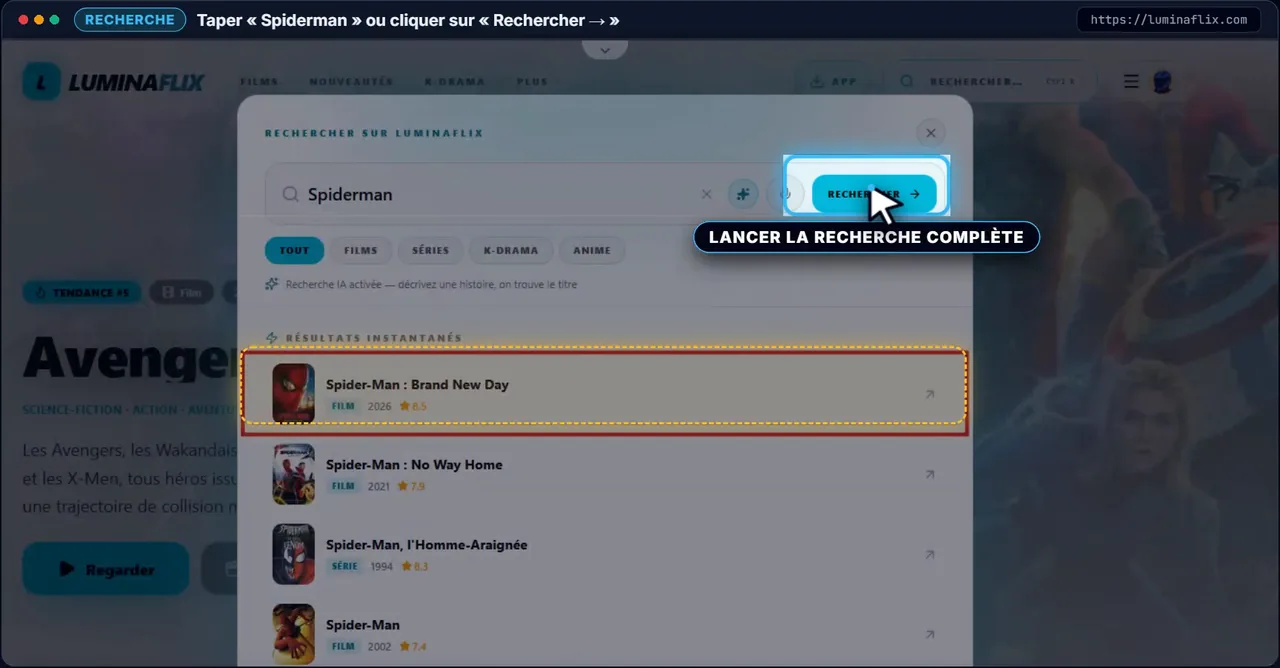 RECHERCHE Taper « Spiderman » ou cliquer sur « Rechercher → » https://luminaflix.com
L LUMINAFLIX FILMS NOUVEAUTÉS K-DRAMA PLUS APP RECHERCHER... CTRL K
RECHERCHER SUR LUMINAFLIX
Spiderman
LANCER LA RECHERCHE COMPLÈTE
TOUT FILMS SÉRIES K-DRAMA ANIME
Recherche IA activée — décrivez une histoire, on trouve le titre
TENDANCE #5 Film
RÉSULTATS INSTANTANÉS
SCIENCE-FICTION · ACTION
Les Avengers, les Wakandais
et les X-Men, tous héros
une trajectoire de collision
Regarder
Spider-Man : Brand New Day
FILM 2026 8.5
Spider-Man : No Way Home
FILM 2021 7.9
Spider-Man, l'Homme-Araignée
SÉRIE 1994 8.3
Spider-Man
FILM 2002 7.4